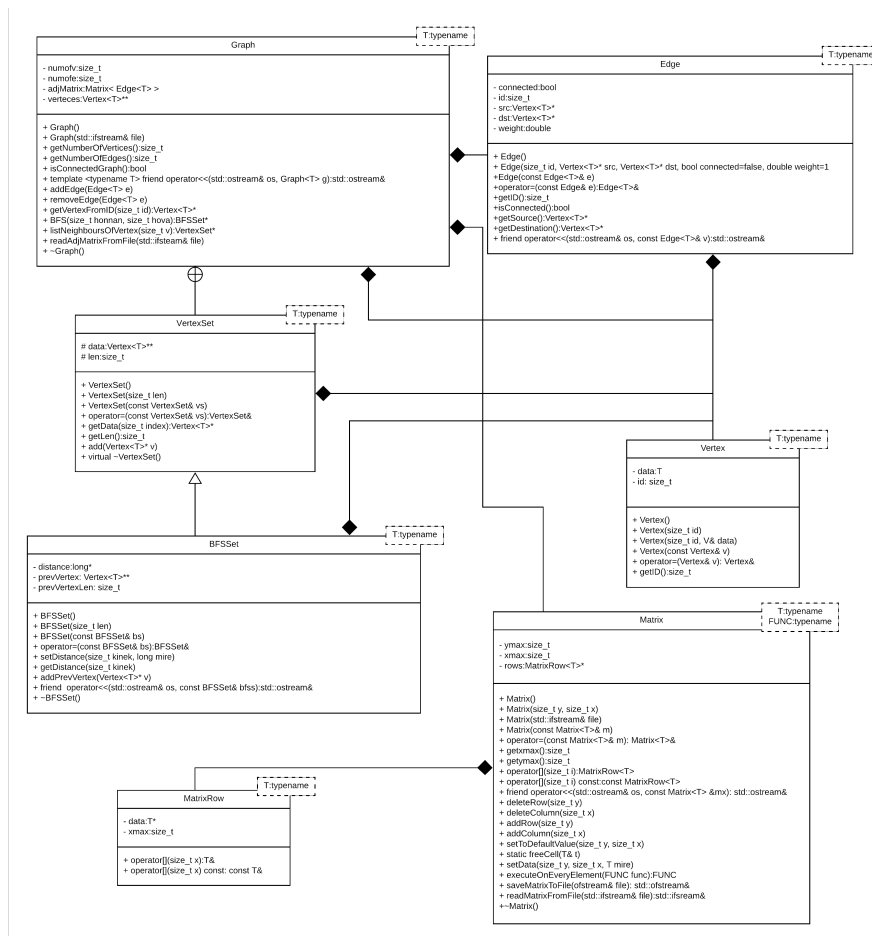 T:typename
Graph
- numofv:size_t
- numofe:size_t
- adjMatrix:Matrix< Edge<T> >
- verteces:Vertex<T>**
+ Graph()
+ Graph(std::ifstream& file)
+ getNumberOfVertices():size_t
+ getNumberOfEdges():size_t
+ isConnectedGraph():bool
+ template <typename T> friend operator<<(std::ostream& os, Graph<T> g):std::ostream&
+ addEdge(Edge<T> e)
+ removeEdge(Edge<T> e)
+ getVertexFromID(size_t id):Vertex<T>*
+ BFS(size_t honnan, size_t hova):BFSSet*
+ listNeighboursOfVertex(size_t v):VertexSet*
+ readAdjMatrixFromFile(std::ifsteam& file)
+ ~Graph()
T:typename
Edge
- connected:bool
- id:size_t
- src:Vertex<T>*
- dst:Vertex<T>*
- weight:double
+ Edge()
+ Edge(size_t id, Vertex<T>* src, Vertex<T>* dst, bool connected=false, double weight=1
+Edge(const Edge<T>& e)
+operator=(const Edge& e):Edge<T>&
+getID():size_t
+isConnected():bool
+getSource():Vertex<T>*
+getDestination():Vertex<T>*
+ friend operator<<(std::ostream& os, const Edge<T>& v):std::ostream&
T:typename
VertexSet
# data:Vertex<T>**
# len:size_t
+ VertexSet()
+ VertexSet(size_t len)
+ VertexSet(const VertexSet& vs)
+ operator=(const VertexSet& vs):VertexSet&
+ getData(size_t index):Vertex<T>*
+ getLen():size_t
+ add(Vertex<T>* v)
+ virtual ~VertexSet()
T:typename
Vertex
- data:T
- id: size_t
+ Vertex()
+ Vertex(size_t id)
+ Vertex(size_t id, V& data)
+ Vertex(const Vertex& v)
+ operator=(Vertex& v): Vertex&
+ getID():size_t
T:typename
BFSSet
- distance:long*
- prevVertex: Vertex<T>**
- prevVertexLen: size_t
+ BFSSet()
+ BFSSet(size_t len)
+ BFSSet(const BFSSet& bs)
+ operator=(const BFSSet& bs):BFSSet&
+ setDistance(size_t kinek, long mire)
+ getDistance(size_t kinek)
+ addPrevVertex(Vertex<T>* v)
+ friend  operator<<(std::ostream& os, const BFSSet& bfss):std::ostream&
+ ~BFSSet()
T:typename
FUNC:typename
Matrix
- ymax:size_t
- xmax:size_t
- rows:MatrixRow<T>*
+ Matrix()
+ Matrix(size_t y, size_t x)
+ Matrix(std::ifstream& file)
+ Matrix(const Matrix<T>& m)
+ operator=(const Matrix<T>& m): Matrix<T>&
+ getxmax():size_t
+ getymax():size_t
+ operator[](size_t i):MatrixRow<T>
+ operator[](size_t i) const:const MatrixRow<T>
+ friend operator<<(std::ostream& os, const Matrix<T> &mx): std::ostream&
+ deleteRow(size_t y)
+ deleteColumn(size_t x)
+ addRow(size_t y)
+ addColumn(size_t x)
+ setToDefaultValue(size_t y, size_t x)
+ static freeCell(T& t)
+ setData(size_t y, size_t x, T mire)
+ executeOnEveryElement(FUNC func):FUNC
+ saveMatrixToFile(ofstream& file): std::ofstream&
+ readMatrixFromFile(std::ifstream& file):std::ifsream&
+~Matrix()
T:typename
MatrixRow
- data:T*
- xmax:size_t
+ operator[](size_t x):T&
+ operator[](size_t x) const: const T&